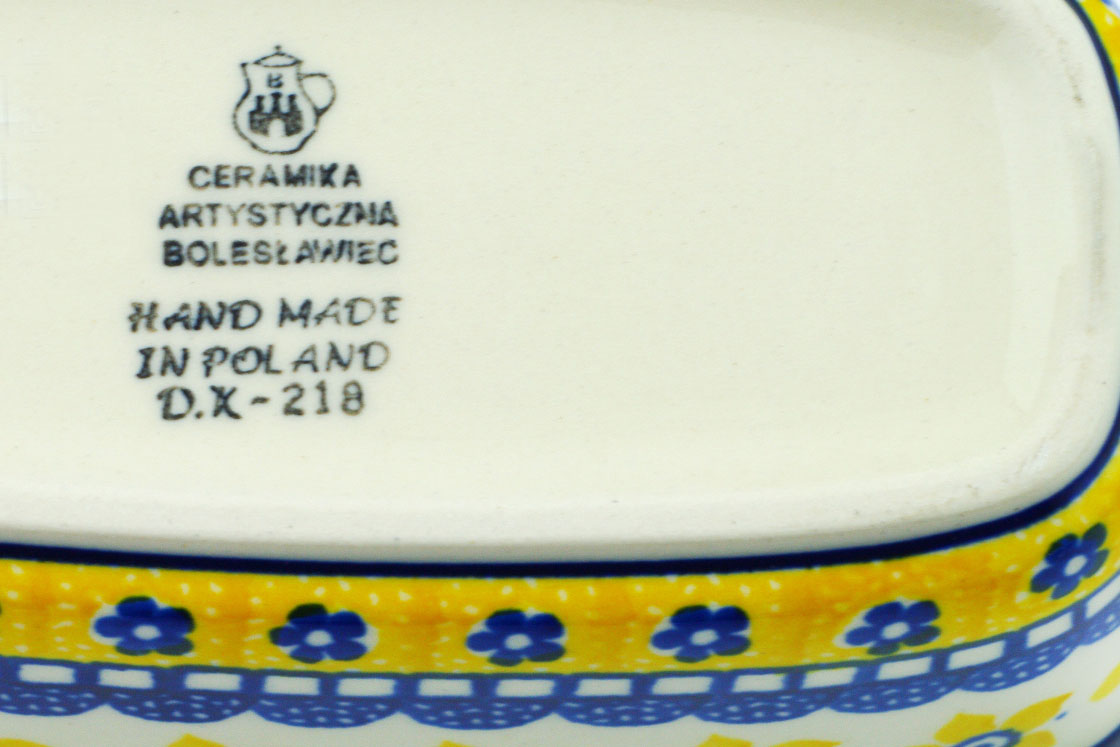 B
CERAMIKA
ARTYSTYCZNA
BOLESŁAWIEC
HAND MADE
IN POLAND
D.X-218